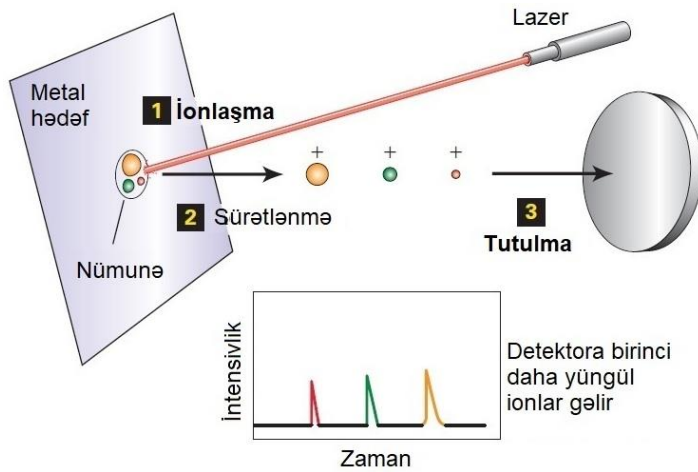 Lazer
Metal
hədəf
1 İonlaşma
+ + +
2 Sürətlənmə
3
Tutulma
Nümunə
İntensivlik
Zaman
Detektora birinci
daha yüngül
ionlar gəlir